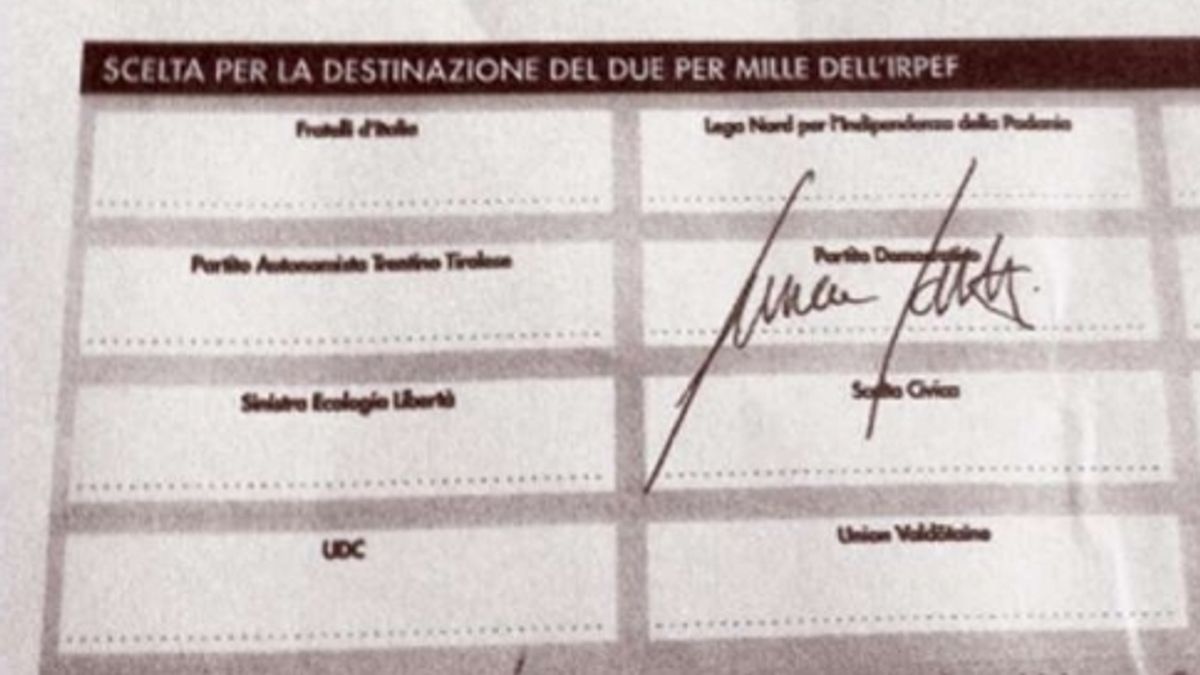 SCELTA PER LA DESTINAZIONE DEL DUE PER MILLE DELL'IRPEF
Fratelli d'Italia
Lega Nord per l'Indipendenza della Padania
Partito Autonomista Trentino Tirolese
Partito Democratico
Sinistra Ecologia Libertà
Scelta Civica
UDC
Union Valdôtaine